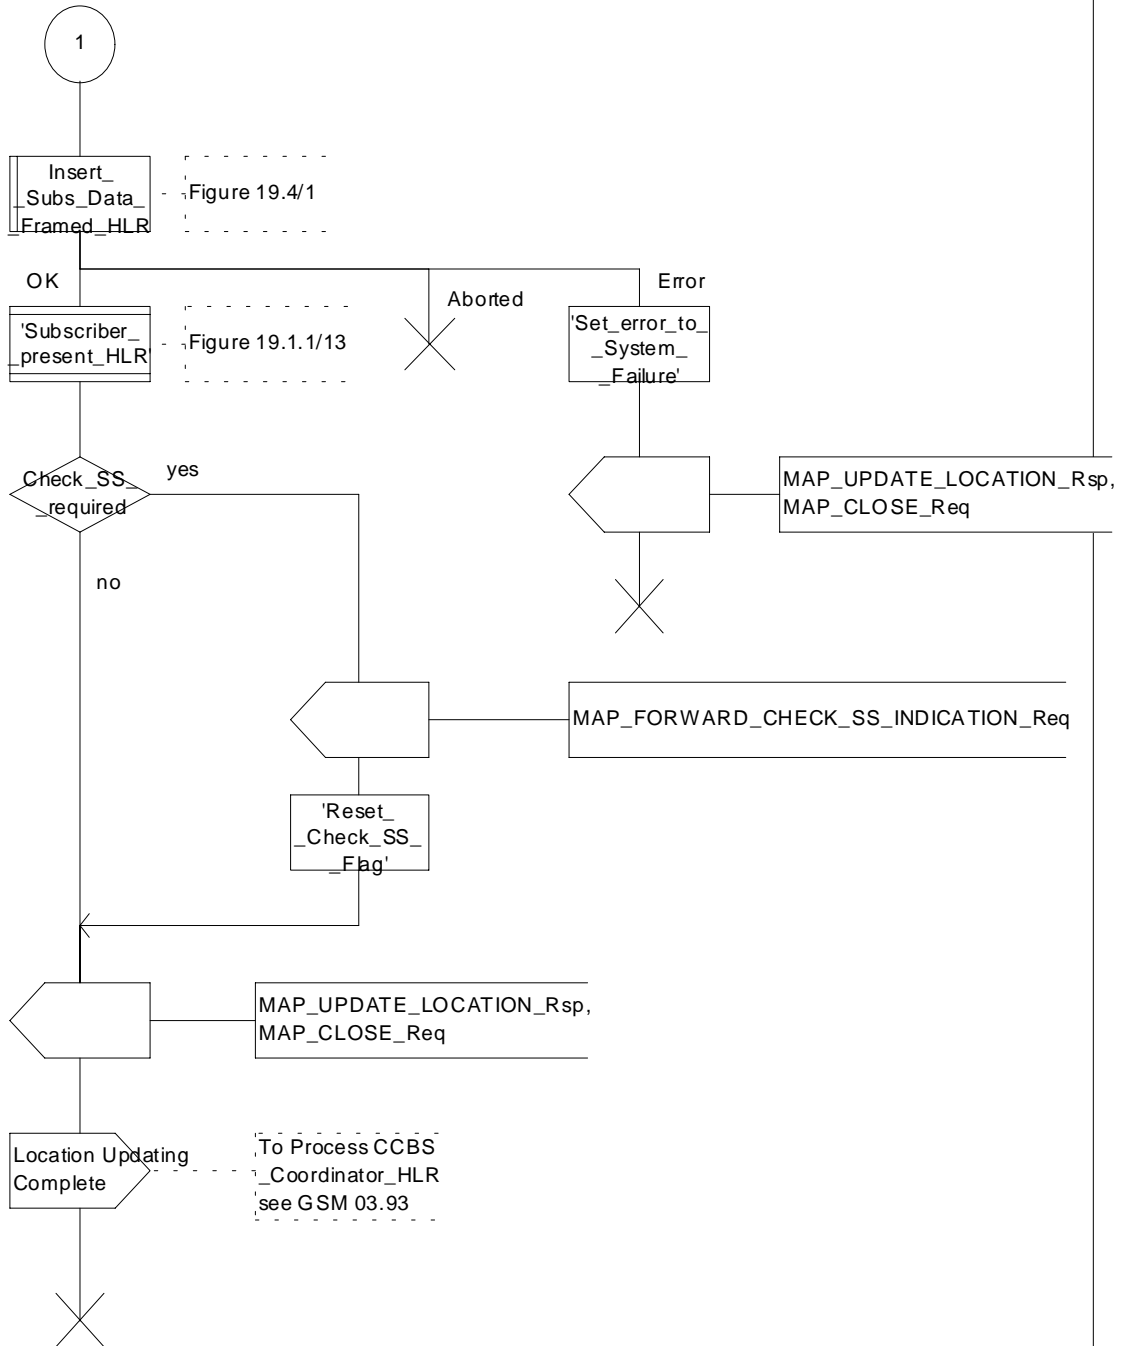 1
Insert_
_Subs_Data_
_Framed_HLR
Figure 19.4/1
OK
Aborted
Error
'Subscriber_
_present_HLR'
Figure 19.1.1/13
'Set_error_to_
_System_
_Failure'
Check_SS_
_required
yes
MAP_UPDATE_LOCATION_Rsp,
MAP_CLOSE_Req
no
MAP_FORWARD_CHECK_SS_INDICATION_Req
'Reset_
_Check_SS_
_Flag'
MAP_UPDATE_LOCATION_Rsp,
MAP_CLOSE_Req
Location Updating
Complete
To Process CCBS
_Coordinator_HLR
see GSM 03.93